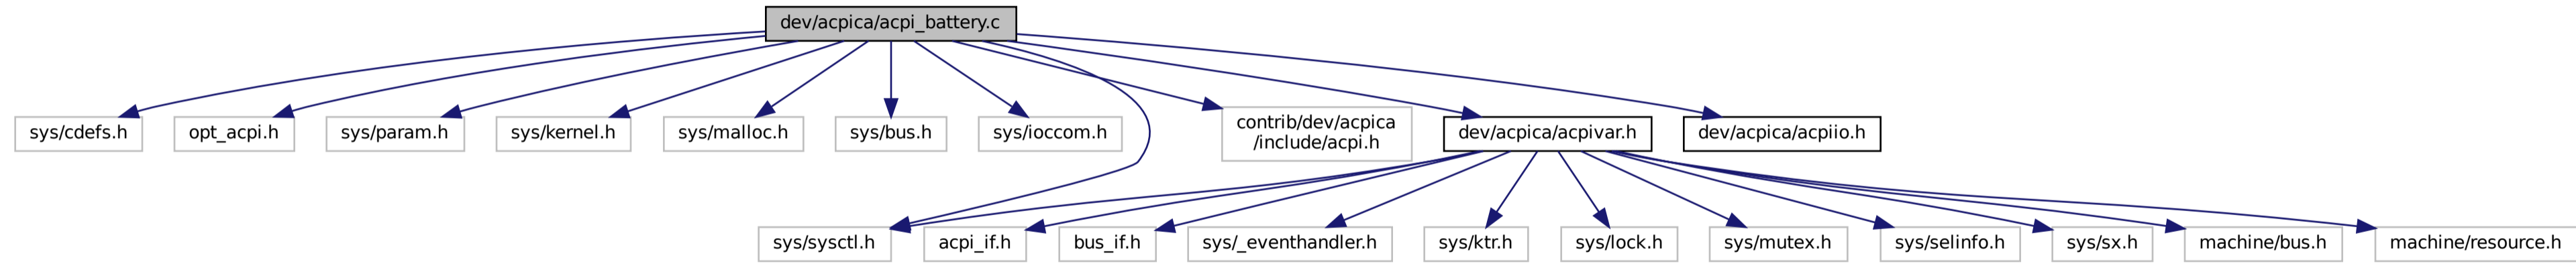 dev/acpica/acpi_battery.c
sys/cdefs.h
opt_acpi.h
sys/param.h
sys/kernel.h
sys/malloc.h
sys/bus.h
sys/ioccom.h
contrib/dev/acpica
/include/acpi.h
dev/acpica/acpivar.h
dev/acpica/acpiio.h
sys/sysctl.h
acpi_if.h
bus_if.h
sys/_eventhandler.h
sys/ktr.h
sys/lock.h
sys/mutex.h
sys/selinfo.h
sys/sx.h
machine/bus.h
machine/resource.h